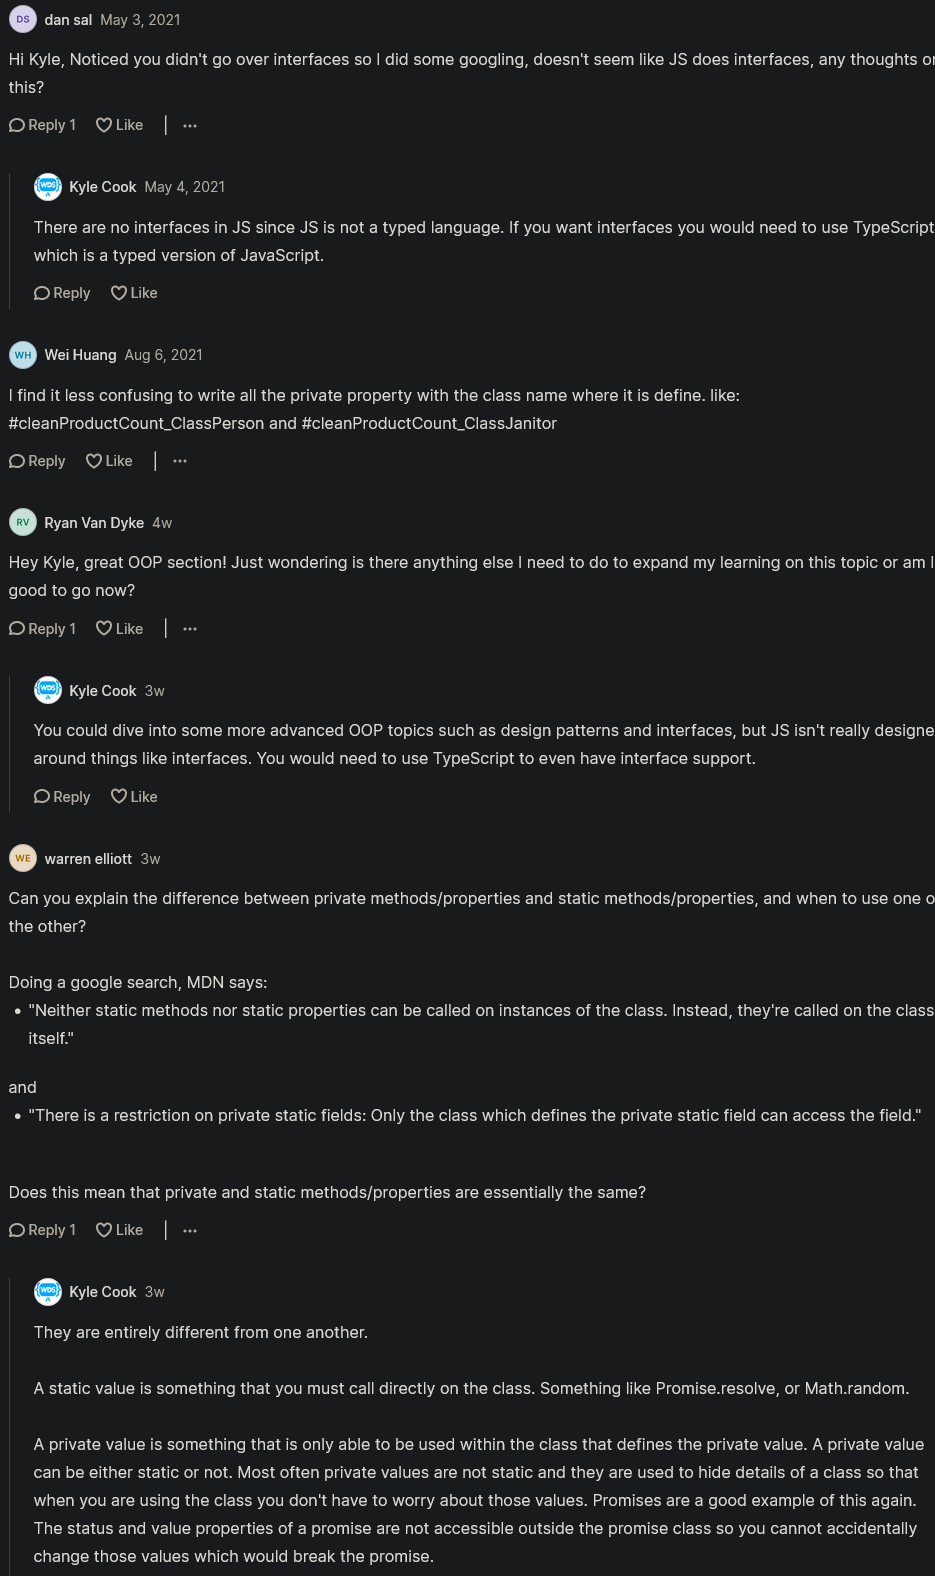 DS dan sal May 3, 2021
Hi Kyle, Noticed you didn't go over interfaces so I did some googling, doesn't seem like JS does interfaces, any thoughts
this?
Reply 1 Like
WDS Kyle Cook May 4, 2021
There are no interfaces in JS since JS is not a typed language. If you want interfaces you would need to use TypeScript
which is a typed version of JavaScript.
Reply Like
WH Wei Huang Aug 6, 2021
I find it less confusing to write all the private property with the class name where it is define. like:
#cleanProductCount_ClassPerson and #cleanProductCount_ClassJanitor
Reply Like
RV Ryan Van Dyke 4w
Hey Kyle, great OOP section! Just wondering is there anything else I need to do to expand my learning on this topic or am I
good to go now?
Reply 1 Like
WDS Kyle Cook 3w
You could dive into some more advanced OOP topics such as design patterns and interfaces, but JS isn't really designe
around things like interfaces. You would need to use TypeScript to even have interface support.
Reply Like
WE warren elliott 3w
Can you explain the difference between private methods/properties and static methods/properties, and when to use one
the other?
Doing a google search, MDN says:
• "Neither static methods nor static properties can be called on instances of the class. Instead, they're called on the class
itself."
and
• "There is a restriction on private static fields: Only the class which defines the private static field can access the field."
Does this mean that private and static methods/properties are essentially the same?
Reply 1 Like
WDS Kyle Cook 3w
They are entirely different from one another.
A static value is something that you must call directly on the class. Something like Promise.resolve, or Math.random.
A private value is something that is only able to be used within the class that defines the private value. A private value
can be either static or not. Most often private values are not static and they are used to hide details of a class so that
when you are using the class you don't have to worry about those values. Promises are a good example of this again.
The status and value properties of a promise are not accessible outside the promise class so you cannot accidentally
change those values which would break the promise.